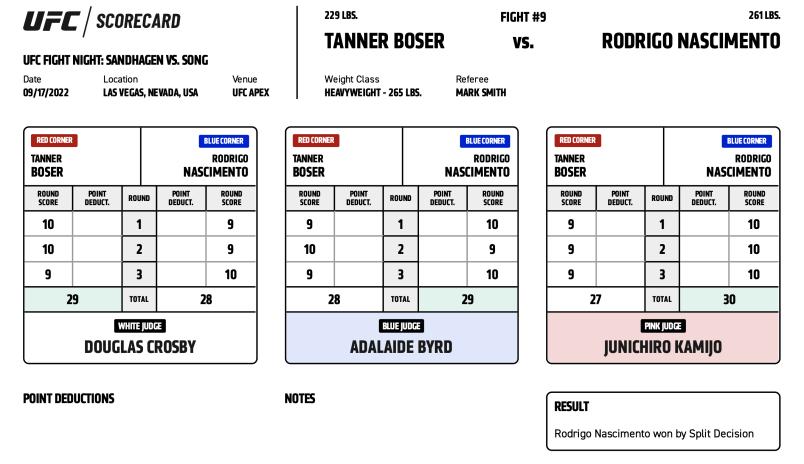 UFC SCORECARD
UFC FIGHT NIGHT: SANDHAGEN VS. SONG
Date Location Venue
09/17/2022 LAS VEGAS, NEVADA, USA UFC APEX
229 LBS. FIGHT #9 261 LBS.
TANNER BOSER VS. RODRIGO NASCIMENTO
Weight Class Referee
HEAVYWEIGHT - 265 LBS. MARK SMITH
RED CORNER BLUE CORNER
TANNER RODRIGO
BOSER NASCIMENTO
ROUND POINT ROUND POINT ROUND
SCORE DEDUCT. DEDUCT. SCORE
10 1 9
10 2 9
9 3 10
29 TOTAL 28
WHITE JUDGE
DOUGLAS CROSBY
RED CORNER BLUE CORNER
TANNER RODRIGO
BOSER NASCIMENTO
ROUND POINT ROUND POINT ROUND
SCORE DEDUCT. DEDUCT. SCORE
9 1 10
10 2 9
9 3 10
28 TOTAL 29
BLUE JUDGE
ADALAIDE BYRD
RED CORNER BLUE CORNER
TANNER RODRIGO
BOSER NASCIMENTO
ROUND POINT ROUND POINT ROUND
SCORE DEDUCT. DEDUCT. SCORE
9 1 10
9 2 10
9 3 10
27 TOTAL 30
PINK JUDGE
JUNICHIRO KAMIJO
POINT DEDUCTIONS
NOTES
RESULT
Rodrigo Nascimento won by Split Decision